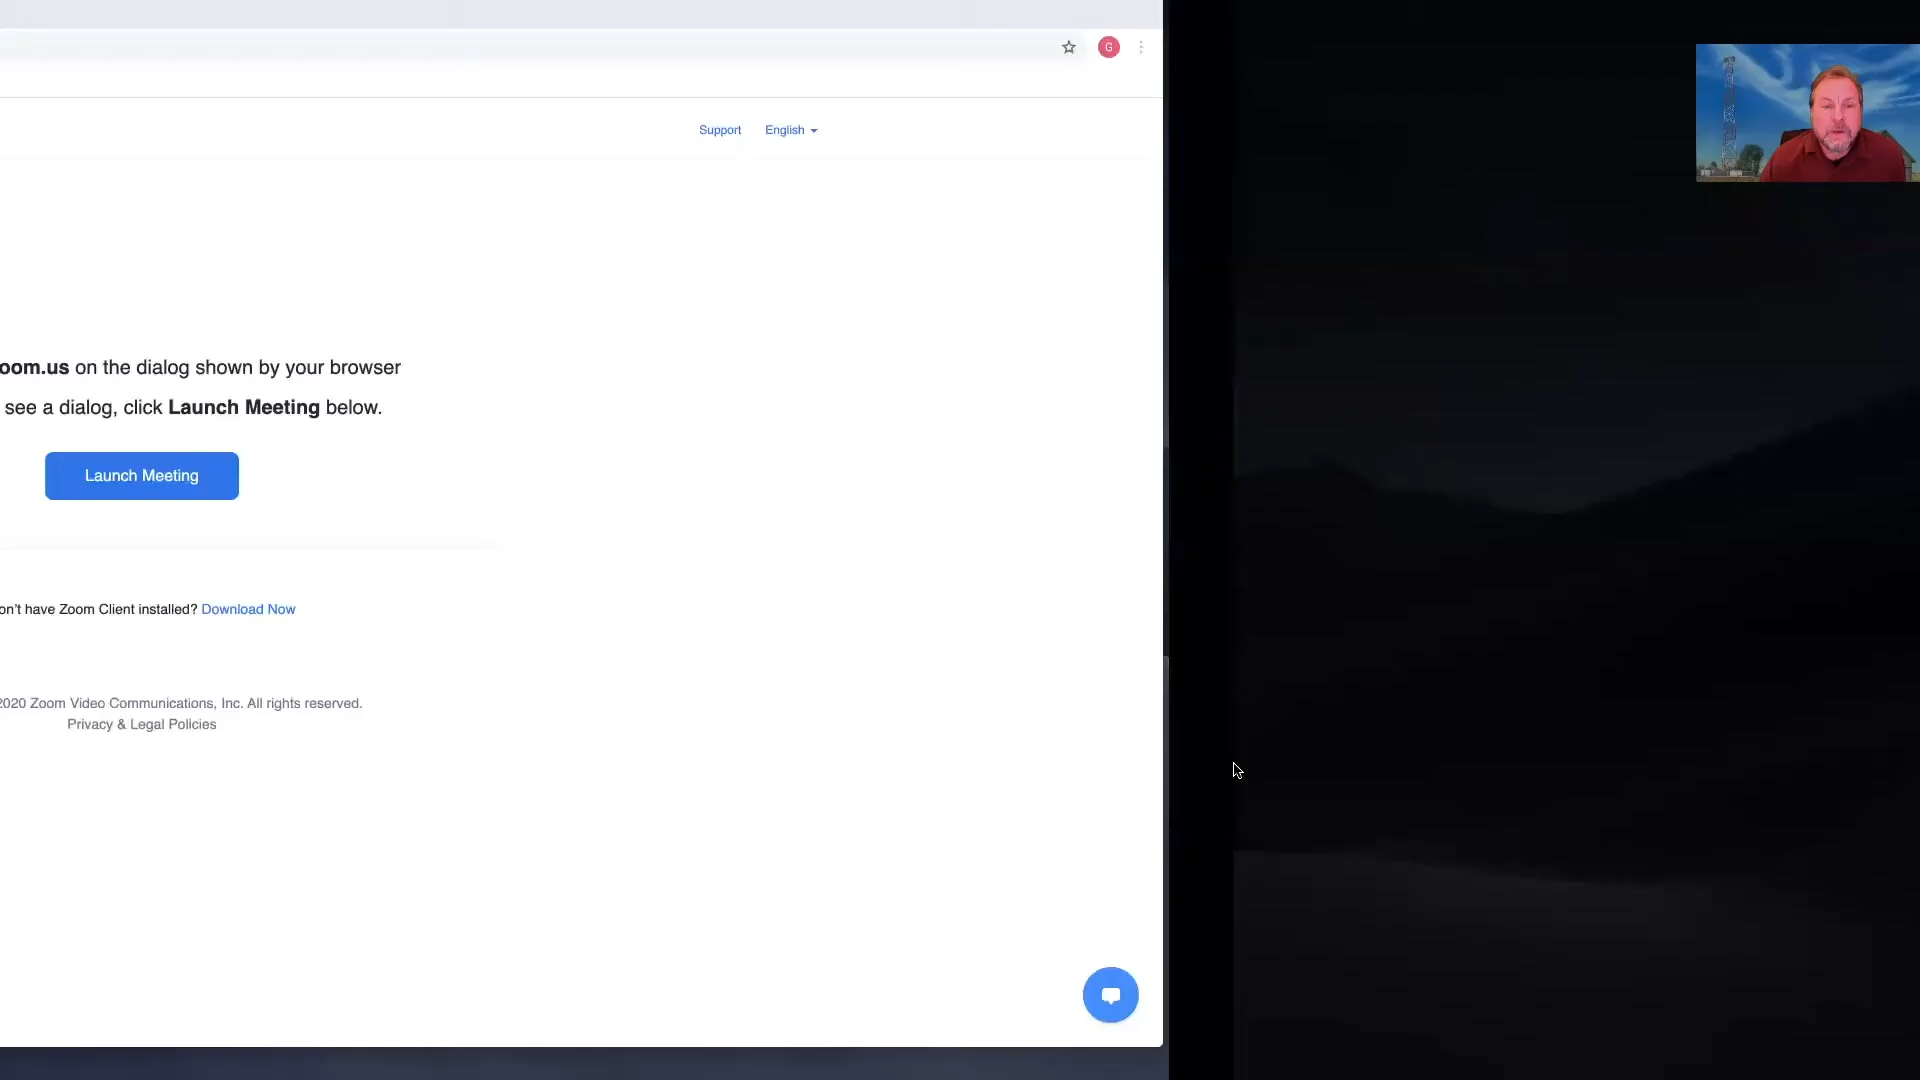 G
Support English
oom.us on the dialog shown by your browser
see a dialog, click Launch Meeting below.
Launch Meeting
on't have Zoom Client installed? Download Now
2020 Zoom Video Communications, Inc. All rights reserved.
Privacy & Legal Policies